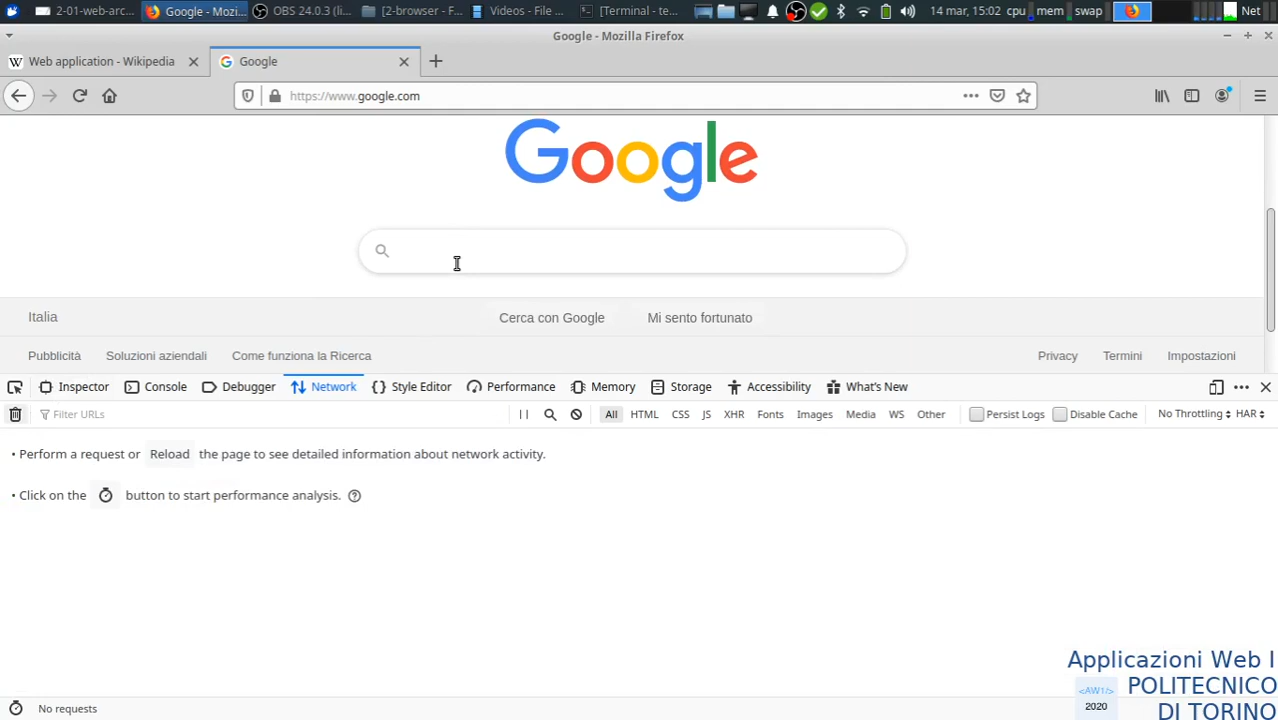 2-01-web-arc...
Google - Mozi...
OBS 24.0.3 (li...
[2-browser - F...
Videos - File ...
[Terminal - te...
14 mar, 15:02
cpu
mem
swap
Net
Google - Mozilla Firefox
Web application - Wikipedia
Google
https://www.google.com
Google
Italia
Cerca con Google
Mi sento fortunato
Pubblicità
Soluzioni aziendali
Come funziona la Ricerca
Privacy
Termini
Impostazioni
Inspector
Console
Debugger
Network
Style Editor
Performance
Memory
Storage
Accessibility
What's New
Filter URLs
All
HTML
CSS
JS
XHR
Fonts
Images
Media
WS
Other
Persist Logs
Disable Cache
No Throttling
HAR
• Perform a request or Reload the page to see detailed information about network activity.
• Click on the button to start performance analysis.
No requests
Applicazioni Web I
<AW1/>
2020
POLITECNICO
DI TORINO